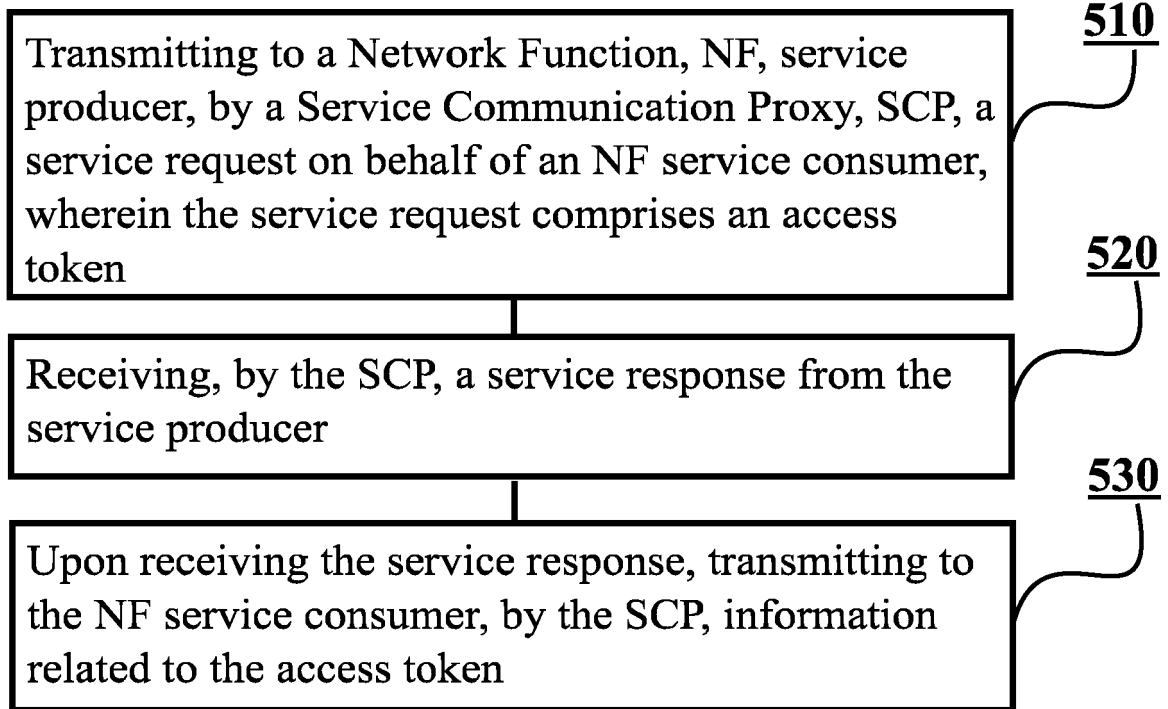 510
Transmitting to a Network Function, NF, service
producer, by a Service Communication Proxy, SCP, a
service request on behalf of an NF service consumer,
wherein the service request comprises an access
token
520
Receiving, by the SCP, a service response from the
service producer
530
Upon receiving the service response, transmitting to
the NF service consumer, by the SCP, information
related to the access token